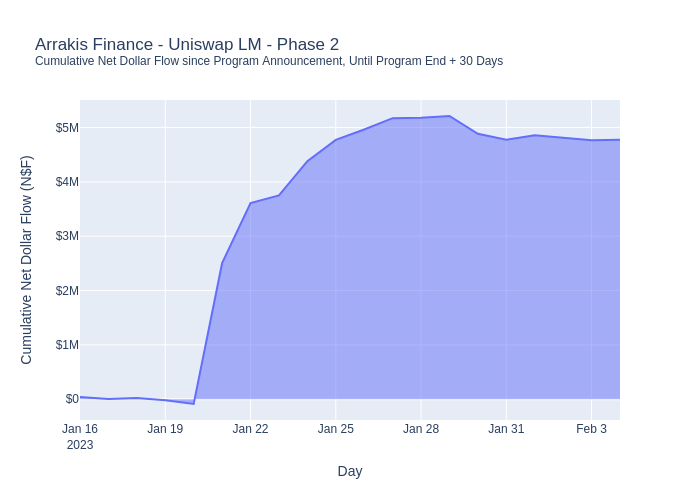 Arrakis Finance - Uniswap LM - Phase 2
Cumulative Net Dollar Flow since Program Announcement, Until Program End + 30 Days
Cumulative Net Dollar Flow (N$F)
$5M
$4M
$3M
$2M
$1M
$0
Jan 16 Jan 19 Jan 22 Jan 25 Jan 28 Jan 31 Feb 3
2023
Day